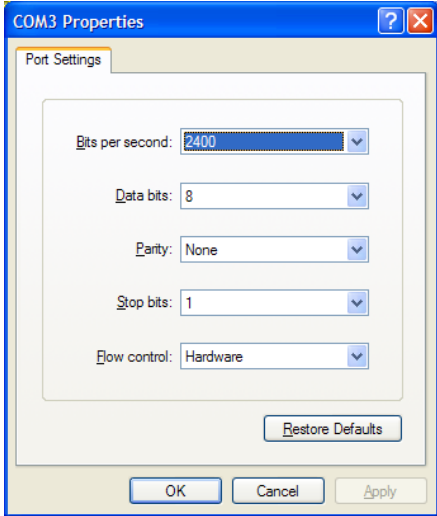 COM3 Properties
Port Settings
Bits per second: 2400
Data bits: 8
Parity: None
Stop bits: 1
Flow control: Hardware
Restore Defaults
OK Cancel Apply